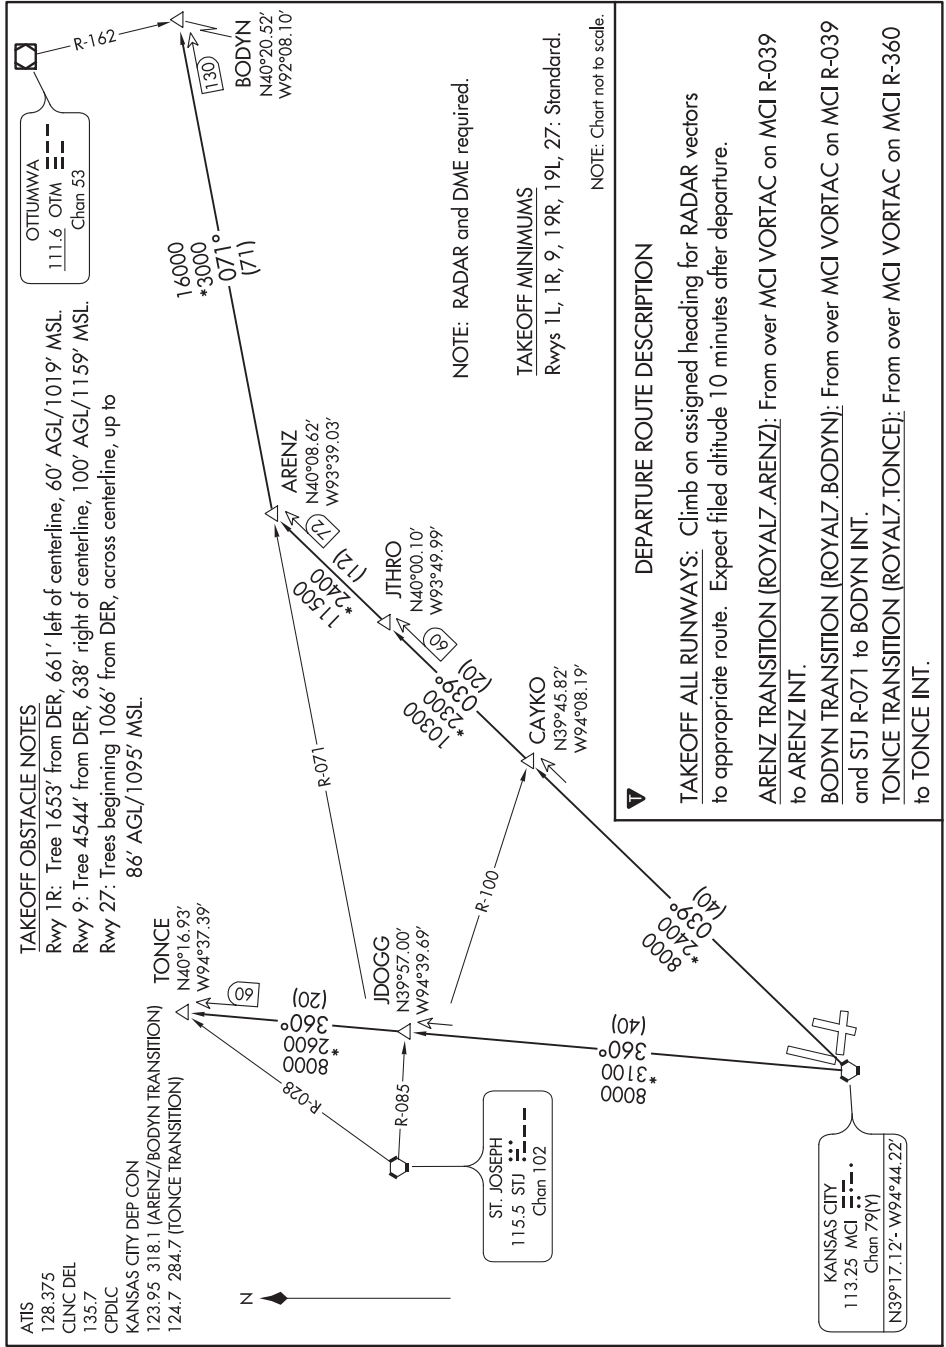 ATIS
128.375
CLNC DEL
135.7
CPDLC
KANSAS CITY DEP CON
123.95 318.1 (ARENZ/BODYN TRANSITION)
124.7 284.7 (TONCE TRANSITION)
TAKEOFF OBSTACLE NOTES
Rwy 1R: Tree 1653' from DER, 661' left of centerline, 60' AGL/1019' MSL.
Rwy 9: Tree 4544' from DER, 638' right of centerline, 100' AGL/1159' MSL.
Rwy 27: Trees beginning 1066' from DER, across centerline, up to
86' AGL/1095' MSL.
OTTUMWA
111.6 OTM
Chan 53
R-162
BODYN
N40°20.52'
W92°08.10'
130
16000
*3000
071°
(71)
ARENZ
N40°08.62'
W93°39.03'
72
11500
*2400
(12)
JTHRO
N40°00.10'
W93°49.99'
60
10300
*2300
039°
(20)
CAYKO
N39°45.82'
W94°08.19'
8000
*2400
039°
(40)
TONCE
N40°16.93'
W94°37.39'
60
8000
*2600
360°
(20)
JDOGG
N39°57.00'
W94°39.69'
8000
*3100
360°
(40)
R-071
R-100
R-028
R-085
ST. JOSEPH
115.5 STJ
Chan 102
N
KANSAS CITY
113.25 MCI
Chan 79(Y)
N39°17.12'- W94°44.22'
NOTE: RADAR and DME required.
TAKEOFF MINIMUMS
Rwys 1L, 1R, 9, 19R, 19L, 27: Standard.
NOTE: Chart not to scale.
T
DEPARTURE ROUTE DESCRIPTION
TAKEOFF ALL RUNWAYS: Climb on assigned heading for RADAR vectors
to appropriate route. Expect filed altitude 10 minutes after departure.
ARENZ TRANSITION (ROYAL7.ARENZ): From over MCI VORTAC on MCI R-039
to ARENZ INT.
BODYN TRANSITION (ROYAL7.BODYN): From over MCI VORTAC on MCI R-039
and STJ R-071 to BODYN INT.
TONCE TRANSITION (ROYAL7.TONCE): From over MCI VORTAC on MCI R-360
to TONCE INT.